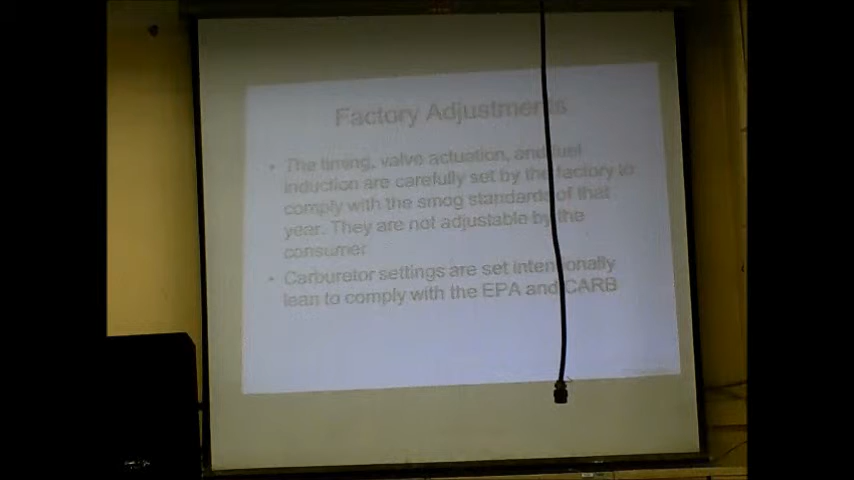 Factory Adjustments
• The timing, valve actuation, and fuel
induction are carefully set by the factory to
comply with the smog standards of that
year. They are not adjustable by the
consumer
• Carburetor settings are set intentionally
lean to comply with the EPA and CARB